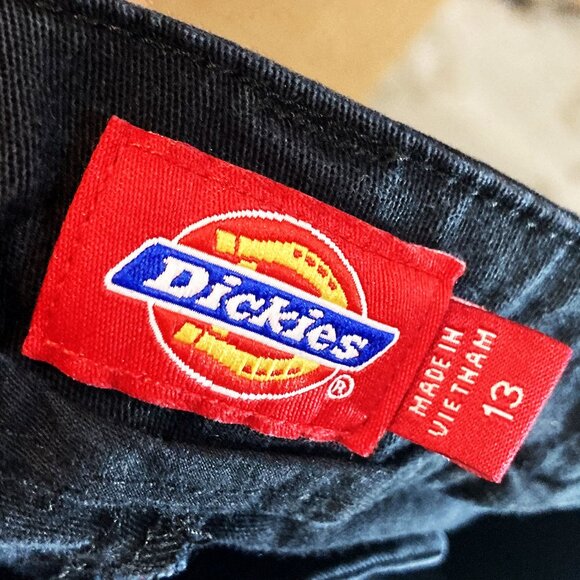 Dickies
®
MADE IN
VIETNAM
13